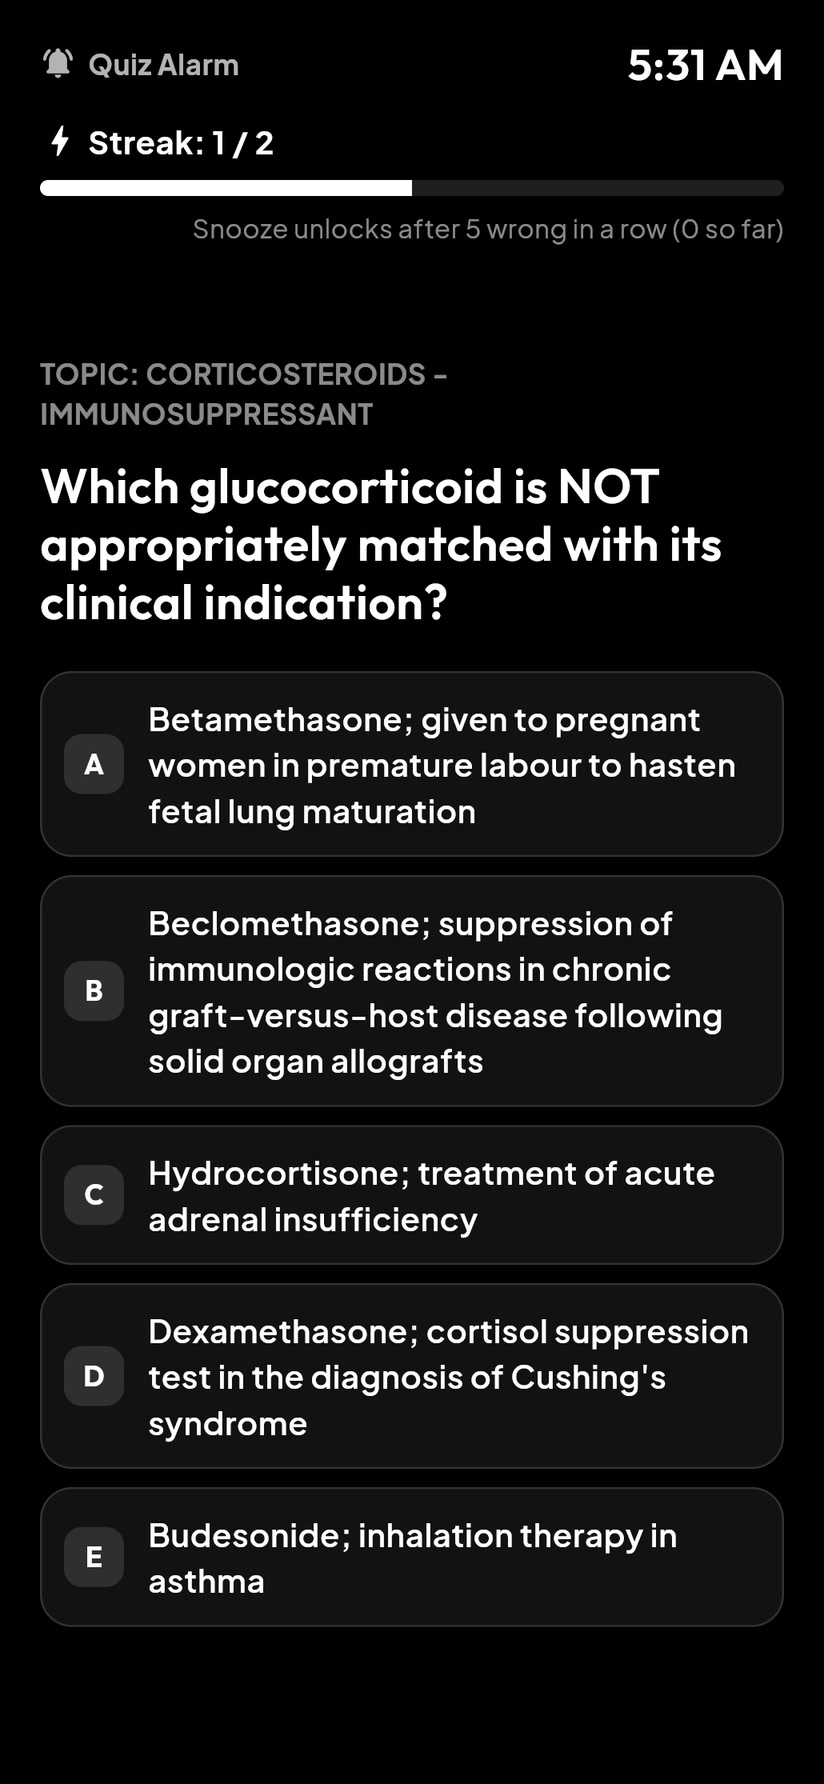 Quiz Alarm
5:31 AM
Streak: 1 / 2
Snooze unlocks after 5 wrong in a row (0 so far)
TOPIC: CORTICOSTEROIDS -
IMMUNOSUPPRESSANT
Which glucocorticoid is NOT
appropriately matched with its
clinical indication?
A
Betamethasone; given to pregnant
women in premature labour to hasten
fetal lung maturation
B
Beclomethasone; suppression of
immunologic reactions in chronic
graft-versus-host disease following
solid organ allografts
C
Hydrocortisone; treatment of acute
adrenal insufficiency
D
Dexamethasone; cortisol suppression
test in the diagnosis of Cushing's
syndrome
E
Budesonide; inhalation therapy in
asthma